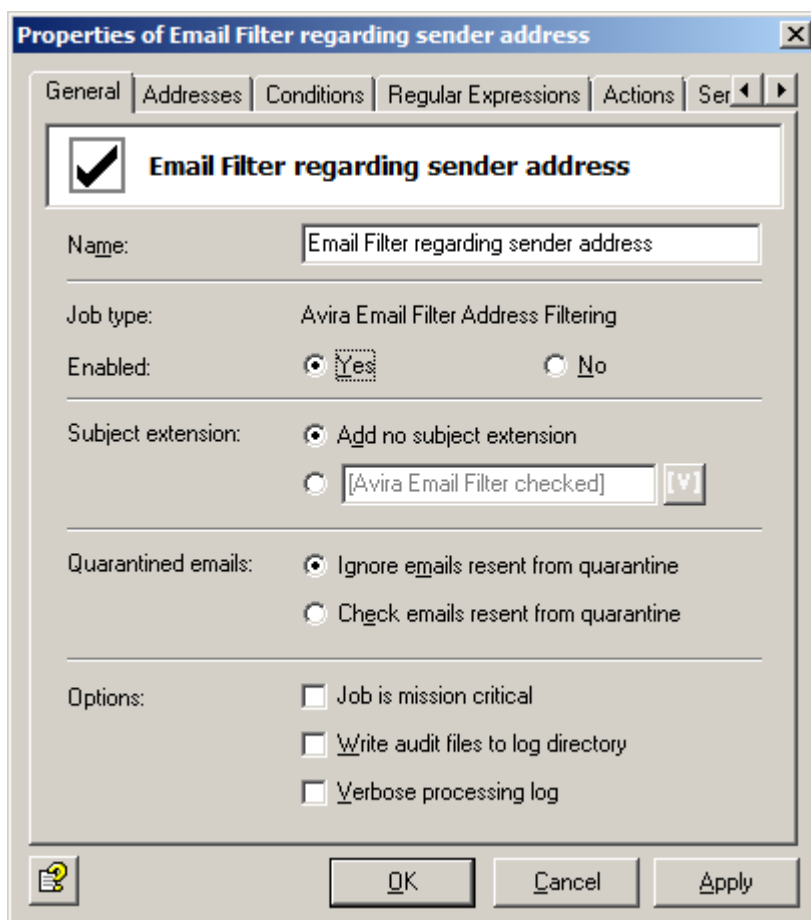 Properties of Email Filter regarding sender address
General Addresses Conditions Regular Expressions Actions Ser
Email Filter regarding sender address
Name: Email Filter regarding sender address
Job type: Avira Email Filter Address Filtering
Enabled: Yes No
Subject extension: Add no subject extension
[Avira Email Filter checked] [V]
Quarantined emails: Ignore emails resent from quarantine
Check emails resent from quarantine
Options: Job is mission critical
Write audit files to log directory
Verbose processing log
OK Cancel Apply